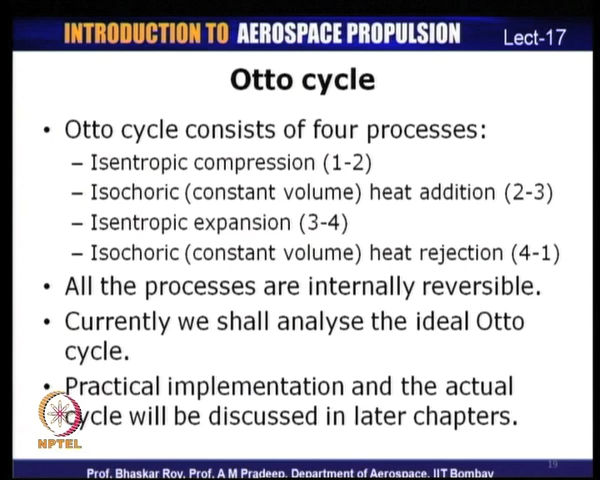 INTRODUCTION TO AEROSPACE PROPULSION Lect-17
Otto cycle
• Otto cycle consists of four processes:
– Isentropic compression (1-2)
– Isochoric (constant volume) heat addition (2-3)
– Isentropic expansion (3-4)
– Isochoric (constant volume) heat rejection (4-1)
• All the processes are internally reversible.
• Currently we shall analyse the ideal Otto
cycle.
• Practical implementation and the actual
cycle will be discussed in later chapters.
NPTEL
19
Prof. Bhaskar Roy, Prof. A M Pradeep, Department of Aerospace, IIT Bombay